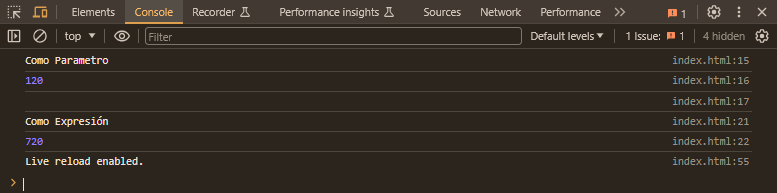 Elements Console Recorder Performance insights Sources Network Performance 1
top Filter Default levels 1 Issue: 1 4 hidden
Como Parametro index.html:15
120 index.html:16
index.html:17
Como Expresión index.html:21
720 index.html:22
Live reload enabled. index.html:55